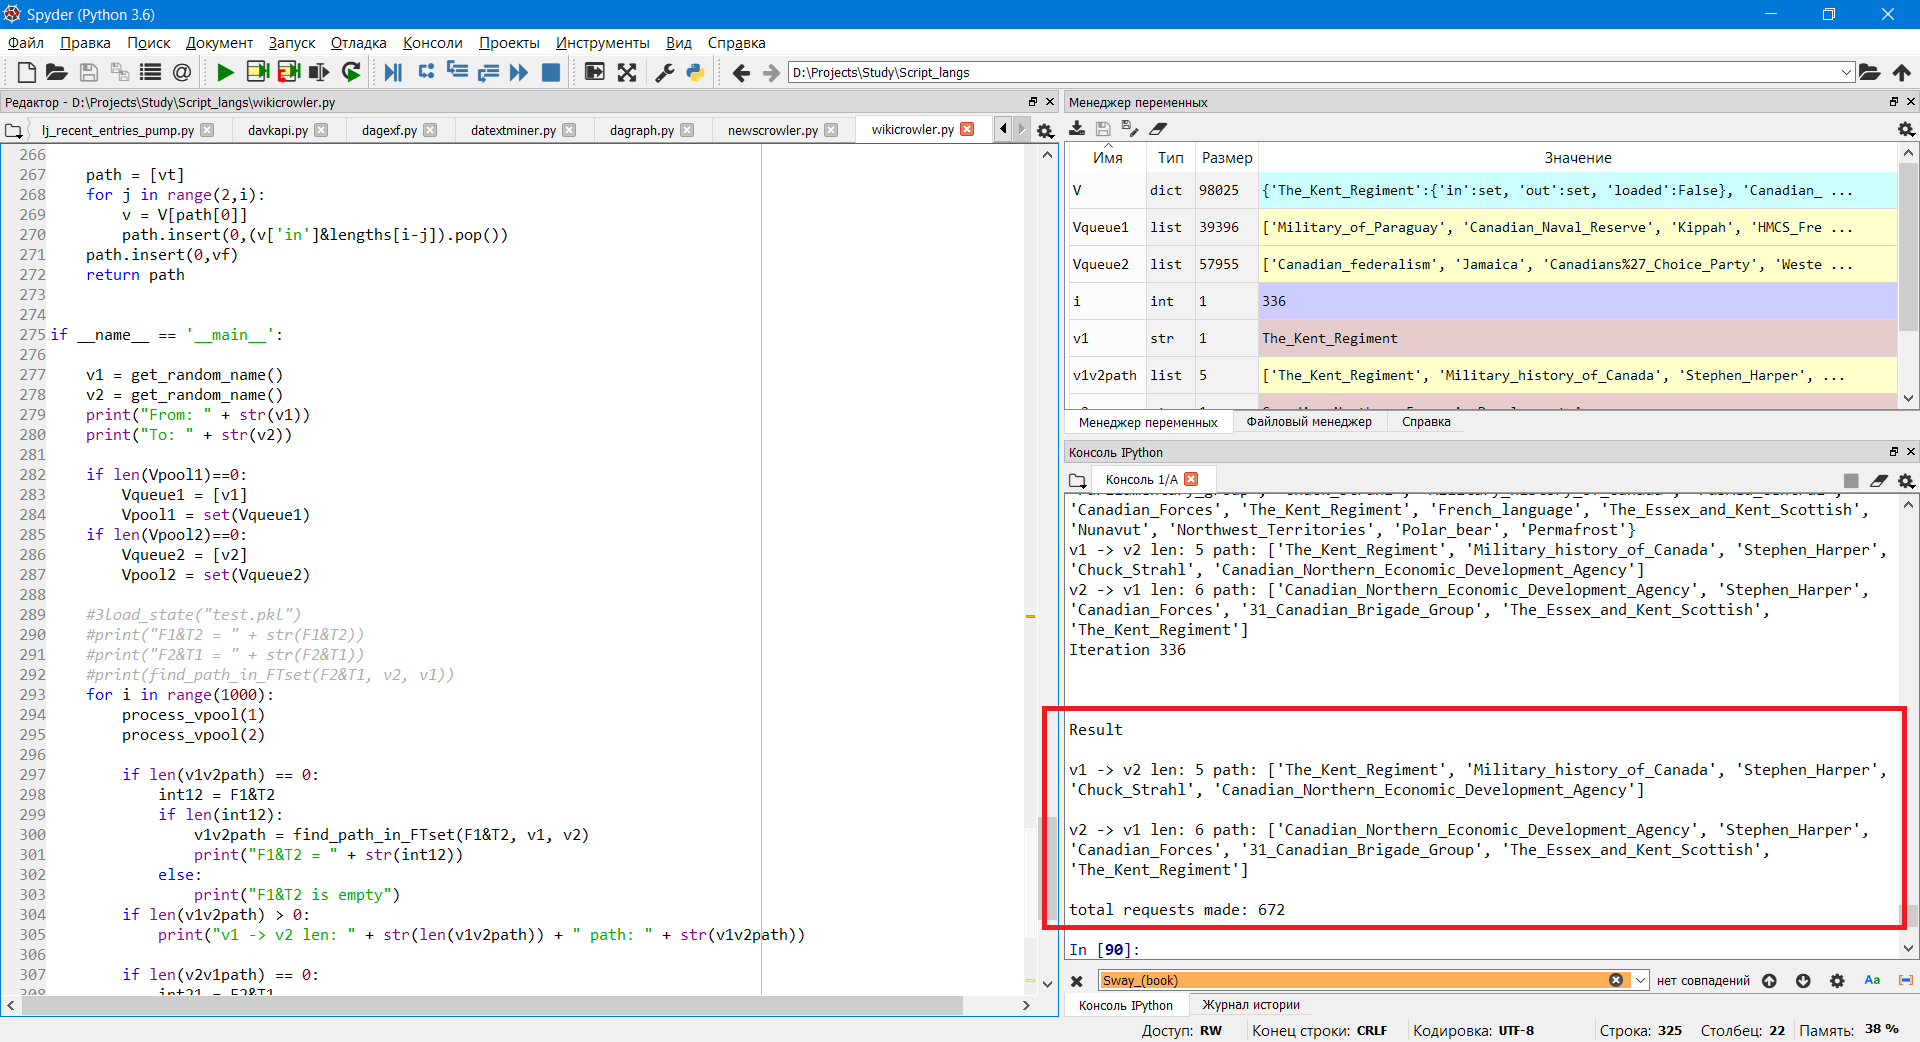 Spyder (Python 3.6)
Файл Правка Поиск Документ Запуск Отладка Консоли Проекты Инструменты Вид Справка
D:\Projects\Study\Script_langs
Редактор - D:\Projects\Study\Script_langs\wikicrowler.py
lj_recent_entries_pump.py davkapi.py dagexf.py datextminer.py dagraph.py newscrowler.py wikicrowler.py
266
267 path = [vt]
268 for j in range(2,i):
269 v = V[path[0]]
270 path.insert(0,(v['in']&lengths[i-j]).pop())
271 path.insert(0,vf)
272 return path
273
274
275 if __name__ == '__main__':
276
277 v1 = get_random_name()
278 v2 = get_random_name()
279 print("From: " + str(v1))
280 print("To: " + str(v2))
281
282 if len(Vpool1)==0:
283 Vqueue1 = [v1]
284 Vpool1 = set(Vqueue1)
285 if len(Vpool2)==0:
286 Vqueue2 = [v2]
287 Vpool2 = set(Vqueue2)
288
289 #3load_state("test.pkl")
290 #print("F1&T2 = " + str(F1&T2))
291 #print("F2&T1 = " + str(F2&T1))
292 #print(find_path_in_FTset(F2&T1, v2, v1))
293 for i in range(1000):
294 process_vpool(1)
295 process_vpool(2)
296
297 if len(v1v2path) == 0:
298 int12 = F1&T2
299 if len(int12):
300 v1v2path = find_path_in_FTset(F1&T2, v1, v2)
301 print("F1&T2 = " + str(int12))
302 else:
303 print("F1&T2 is empty")
304 if len(v1v2path) > 0:
305 print("v1 -> v2 len: " + str(len(v1v2path)) + " path: " + str(v1v2path))
306
307 if len(v2v1path) == 0:
308 int21 = F2&T1
Менеджер переменных
Имя Тип Размер Значение
V dict 98025 {'The_Kent_Regiment':{'in':set, 'out':set, 'loaded':False}, 'Canadian_ ...
Vqueue1 list 39396 ['Military_of_Paraguay', 'Canadian_Naval_Reserve', 'Kippah', 'HMCS_Fre ...
Vqueue2 list 57955 ['Canadian_federalism', 'Jamaica', 'Canadians%27_Choice_Party', 'Weste ...
i int 1 336
v1 str 1 The_Kent_Regiment
v1v2path list 5 ['The_Kent_Regiment', 'Military_history_of_Canada', 'Stephen_Harper', ...
Менеджер переменных Файловый менеджер Справка
Консоль IPython
Консоль 1/A
'Canadian_Forces', 'The_Kent_Regiment', 'French_language', 'The_Essex_and_Kent_Scottish',
'Nunavut', 'Northwest_Territories', 'Polar_bear', 'Permafrost'}
v1 -> v2 len: 5 path: ['The_Kent_Regiment', 'Military_history_of_Canada', 'Stephen_Harper',
'Chuck_Strahl', 'Canadian_Northern_Economic_Development_Agency']
v2 -> v1 len: 6 path: ['Canadian_Northern_Economic_Development_Agency', 'Stephen_Harper',
'Canadian_Forces', '31_Canadian_Brigade_Group', 'The_Essex_and_Kent_Scottish',
'The_Kent_Regiment']
Iteration 336
Result
v1 -> v2 len: 5 path: ['The_Kent_Regiment', 'Military_history_of_Canada', 'Stephen_Harper',
'Chuck_Strahl', 'Canadian_Northern_Economic_Development_Agency']
v2 -> v1 len: 6 path: ['Canadian_Northern_Economic_Development_Agency', 'Stephen_Harper',
'Canadian_Forces', '31_Canadian_Brigade_Group', 'The_Essex_and_Kent_Scottish',
'The_Kent_Regiment']
total requests made: 672
In [90]:
Sway_(book) нет совпадений Aa
Консоль IPython Журнал истории
Доступ: RW Конец строки: CRLF Кодировка: UTF-8 Строка: 325 Столбец: 22 Память: 38 %